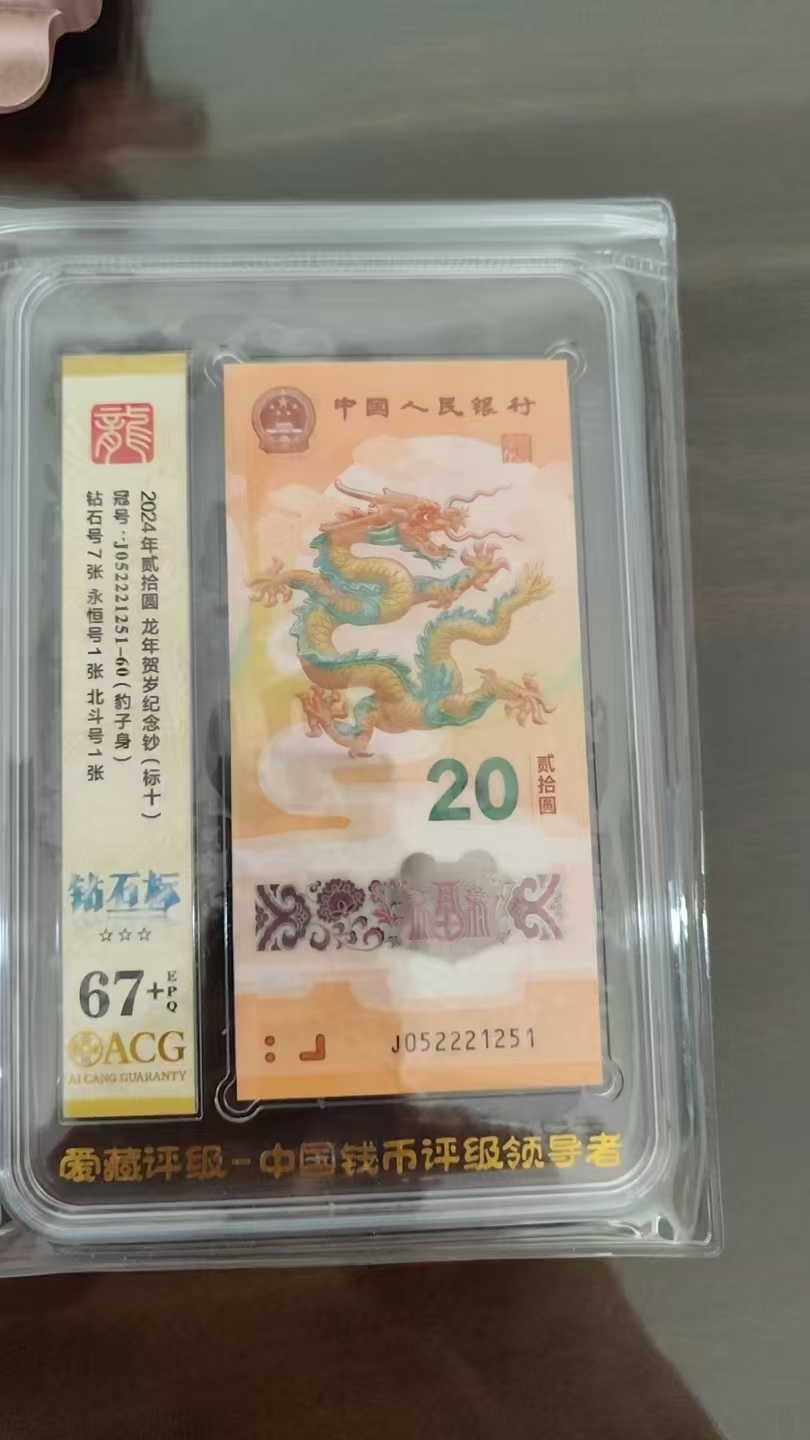 龍
2024年贰拾圆 龙年贺岁纪念钞(标十)
冠号:J052221251-60(豹子身)
钻石号7张 永恒号1张 北斗号1张
钻石标
☆☆☆
67+EPQ
ACG
AI CANG GUARANTY
中国人民银行
20
贰拾圆
福
J052221251
爱藏评级-中国钱币评级领导者